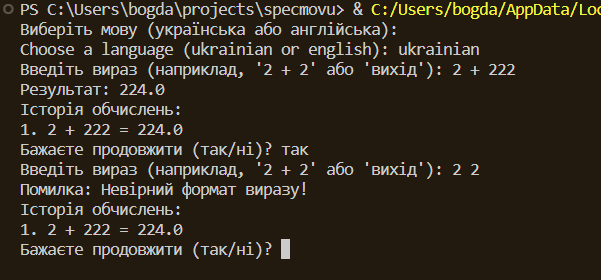 PS C:\Users\bogda\projects\specmovu> & C:/Users/bogda/AppData/Loc
Виберіть мову (українська або англійська):
Choose a language (ukrainian or english): ukrainian
Введіть вираз (наприклад, '2 + 2' або 'вихід'): 2 + 222
Результат: 224.0
Історія обчислень:
1. 2 + 222 = 224.0
Бажаєте продовжити (так/ні)? так
Введіть вираз (наприклад, '2 + 2' або 'вихід'): 2 2
Помилка: Невірний формат виразу!
Історія обчислень:
1. 2 + 222 = 224.0
Бажаєте продовжити (так/ні)?